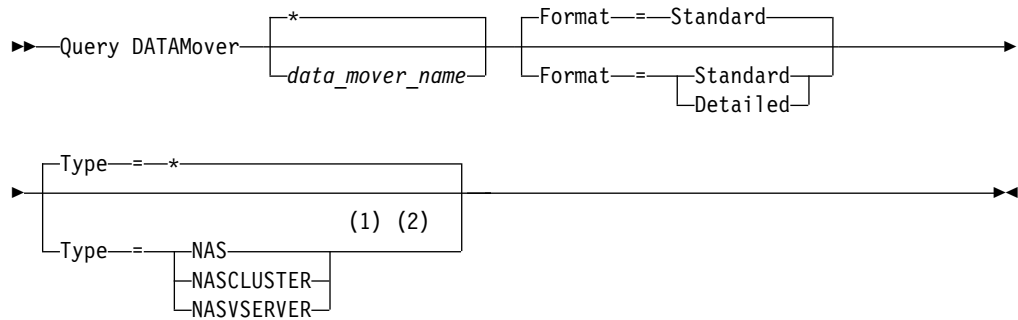 * Format = Standard
Query DATAMover
data_mover_name Format = Standard
Detailed
Type = *
(1) (2)
Type = NAS
NASCLUSTER
NASVSERVER